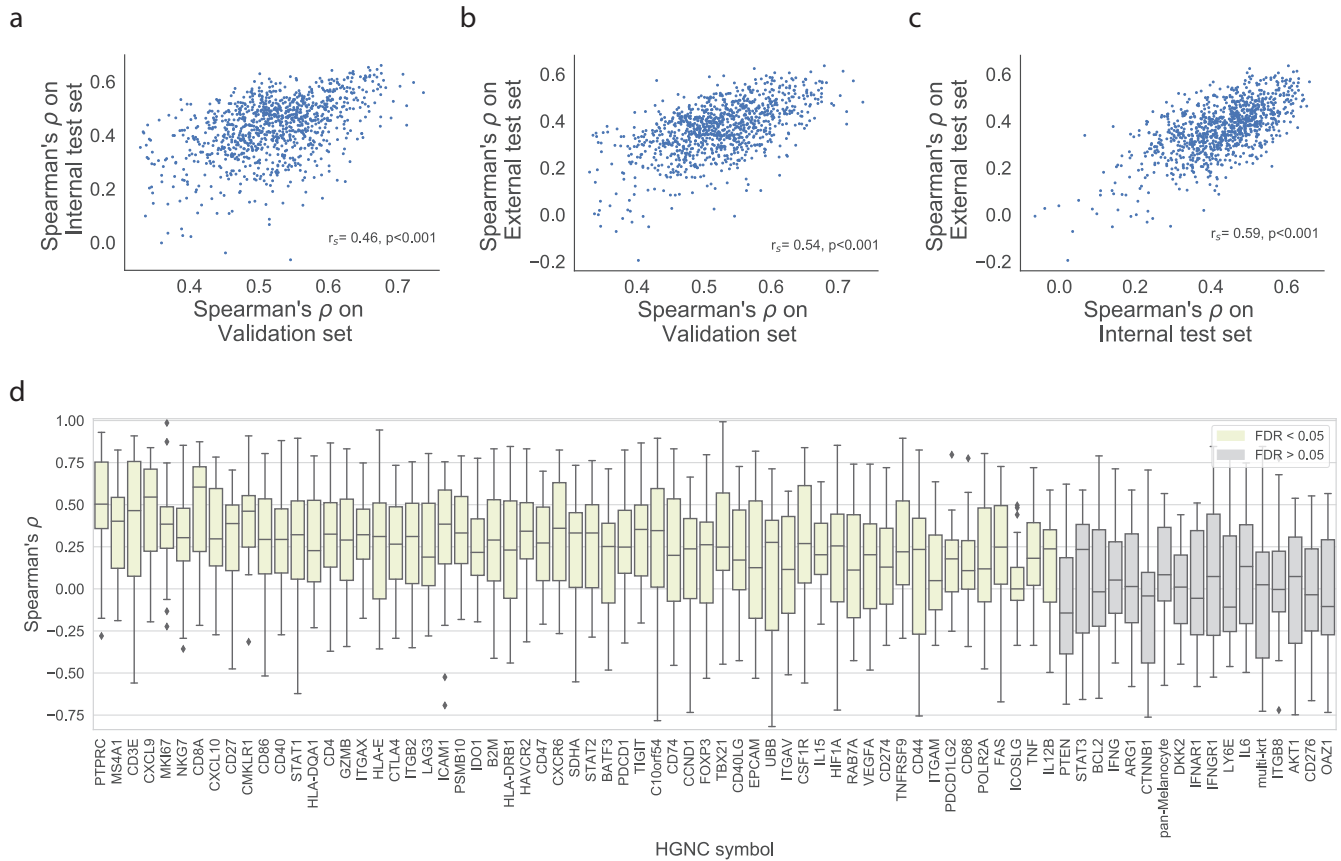 a
b
c
Spearman's ρ on
Internal test set
0.6
0.4
0.2
0.0
0.4
0.5
0.6
0.7
rs= 0.46, p<0.001
Spearman's ρ on
Validation set
Spearman's ρ on
External test set
0.6
0.4
0.2
0.0
−0.2
0.4
0.5
0.6
0.7
rs= 0.54, p<0.001
Spearman's ρ on
Validation set
Spearman's ρ on
External test set
0.6
0.4
0.2
0.0
−0.2
0.0
0.2
0.4
0.6
rs= 0.59, p<0.001
Spearman's ρ on
Internal test set
d
Spearman's ρ
1.00
0.75
0.50
0.25
0.00
−0.25
−0.50
−0.75
FDR < 0.05
FDR > 0.05
PTPRC
MS4A1
CD3E
CXCL9
MKI67
NKG7
CD8A
CXCL10
CD27
CMKLR1
CD86
CD40
STAT1
HLA-DQA1
CD4
GZMB
ITGAX
HLA-E
CTLA4
ITGB2
LAG3
ICAM1
PSMB10
IDO1
B2M
HLA-DRB1
HAVCR2
CD47
CXCR6
SDHA
STAT2
BATF3
PDCD1
TIGIT
C10orf54
CD74
CCND1
FOXP3
TBX21
CD40LG
EPCAM
UBB
ITGAV
CSF1R
IL15
HIF1A
RAB7A
VEGFA
CD274
TNFRSF9
CD44
ITGAM
PDCD1LG2
CD68
POLR2A
FAS
ICOSLG
TNF
IL12B
PTEN
STAT3
BCL2
IFNG
ARG1
CTNNB1
pan-Melanocyte
DKK2
IFNAR1
IFNGR1
LY6E
IL6
multi-krt
ITGB8
AKT1
CD276
OAZ1
HGNC symbol